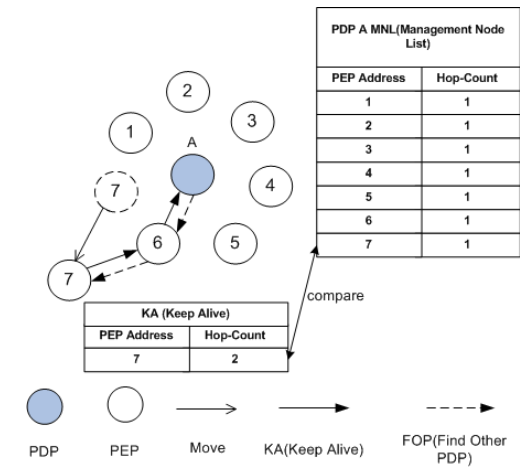 PDP A MNL(Management Node
List)
PEP Address Hop-Count
1 1
2 1
3 1
4 1
5 1
6 1
7 1
2
1
3
A
7
4
6
5
7
compare
KA (Keep Alive)
PEP Address Hop-Count
7 2
PDP
PEP
Move
KA(Keep Alive)
FOP(Find Other
PDP)